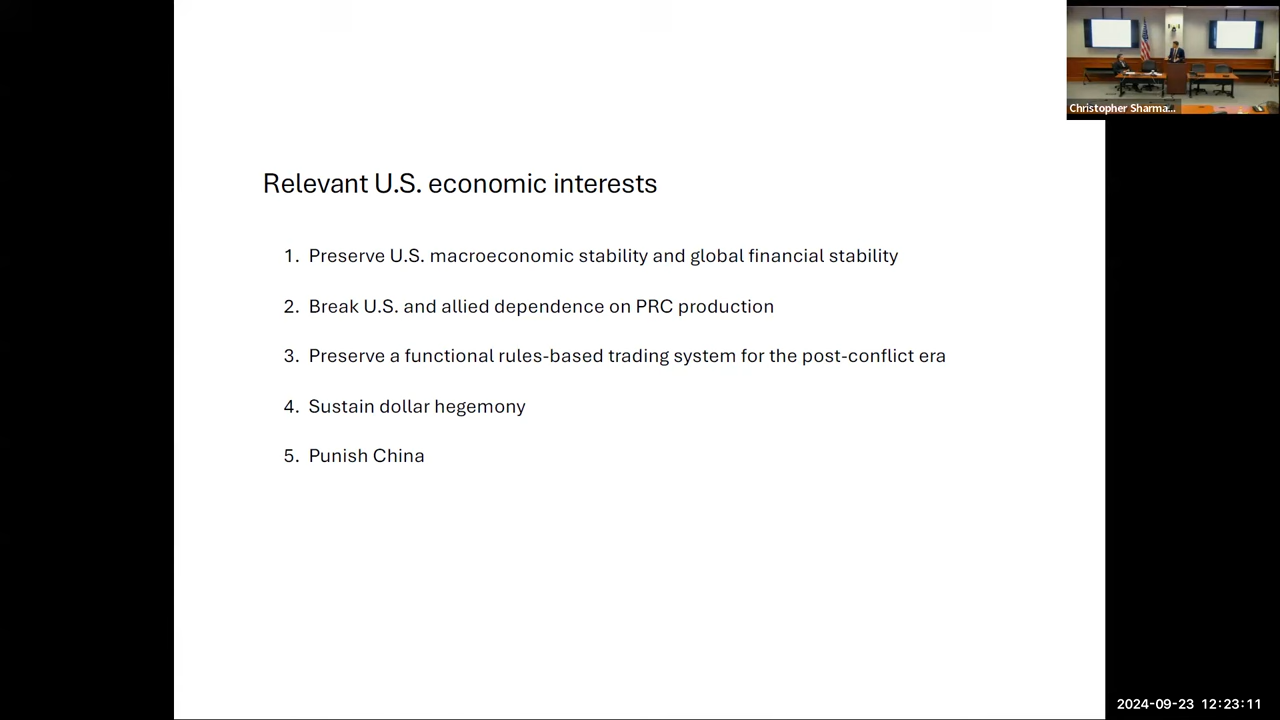 Christopher Sharma...
Relevant U.S. economic interests
1. Preserve U.S. macroeconomic stability and global financial stability
2. Break U.S. and allied dependence on PRC production
3. Preserve a functional rules-based trading system for the post-conflict era
4. Sustain dollar hegemony
5. Punish China
2024-09-23 12:23:11